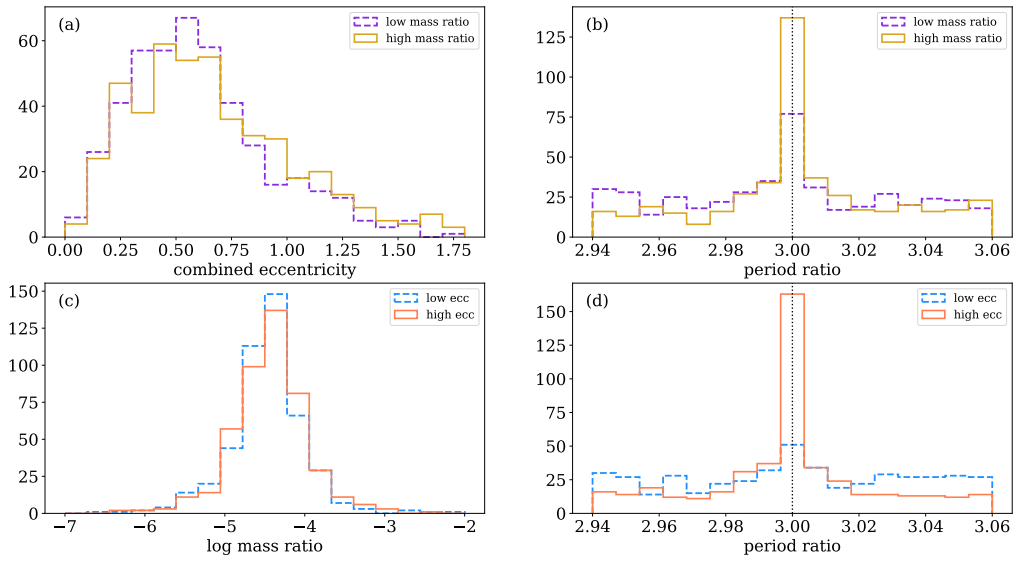 (a)
low mass ratio
high mass ratio
60
40
20
0
0.00 0.25 0.50 0.75 1.00 1.25 1.50 1.75
combined eccentricity
(b)
low mass ratio
high mass ratio
125
100
75
50
25
0
2.94 2.96 2.98 3.00 3.02 3.04 3.06
period ratio
(c)
low ecc
high ecc
150
125
100
75
50
25
0
−7 −6 −5 −4 −3 −2
log mass ratio
(d)
low ecc
high ecc
150
125
100
75
50
25
0
2.94 2.96 2.98 3.00 3.02 3.04 3.06
period ratio